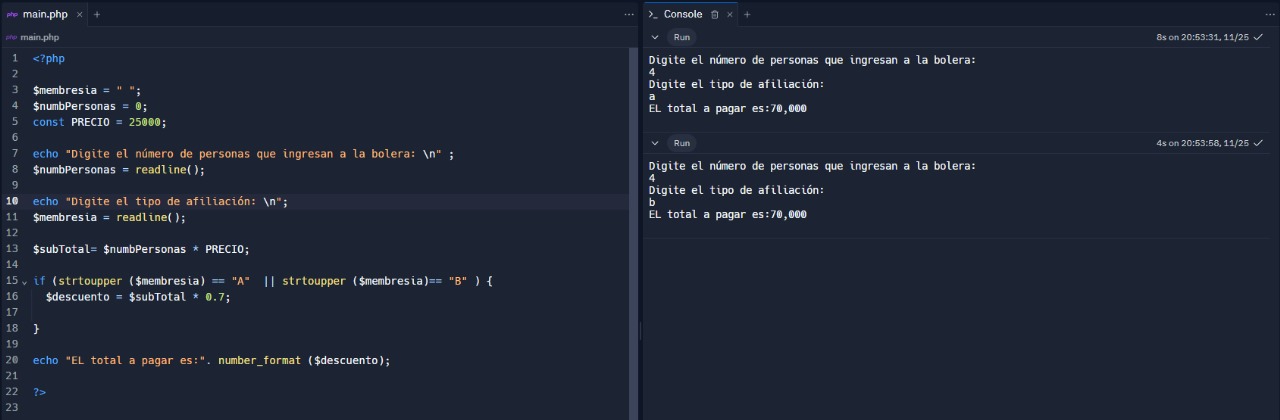 php main.php × +
php main.php
1 <?php
2
3 $membresia = " ";
4 $numbPersonas = 0;
5 const PRECIO = 25000;
6
7 echo "Digite el número de personas que ingresan a la bolera: \n" ;
8 $numbPersonas = readline();
9
10 echo "Digite el tipo de afiliación: \n";
11 $membresia = readline();
12
13 $subTotal= $numbPersonas * PRECIO;
14
15 if (strtoupper ($membresia) == "A"  || strtoupper ($membresia)== "B" ) {
16   $descuento = $subTotal * 0.7;
17
18 }
19
20 echo "EL total a pagar es:". number_format ($descuento);
21
22 ?>
23
>_ Console × +
Run 8s on 20:53:31, 11/25 ✓
Digite el número de personas que ingresan a la bolera:
4
Digite el tipo de afiliación:
a
EL total a pagar es:70,000
Run 4s on 20:53:58, 11/25 ✓
Digite el número de personas que ingresan a la bolera:
4
Digite el tipo de afiliación:
b
EL total a pagar es:70,000